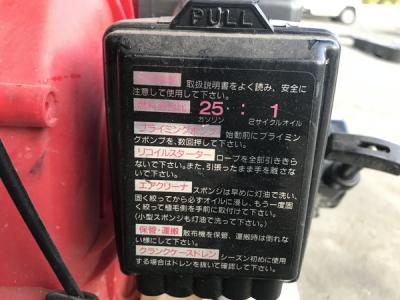 PULL
取扱説明書をよく読み、安全に
注意して使用して下さい。
25 : 1
ガソリン 2サイクルオイル
プライミングポンプ 始動前にプライミン
グポンプを、数回押して下さい。
リコイルスターター ロープを全部引ききら
ないで下さい。また、引張ったまま手を離さな
いで下さい。
エアクリーナ スポンジは早めに灯油で洗い、
固く絞ってから必ずオイルに浸し、もう一度固
く絞って植毛側を手前に取付けて下さい。
(小型スポンジも灯油で洗って下さい。)
保管・運搬 散布機を保管、運搬時は倒れな
い様にして下さい。
クランクケースドレン シーズン初めに使用
する場合はドレンを抜いて確認して下さい。